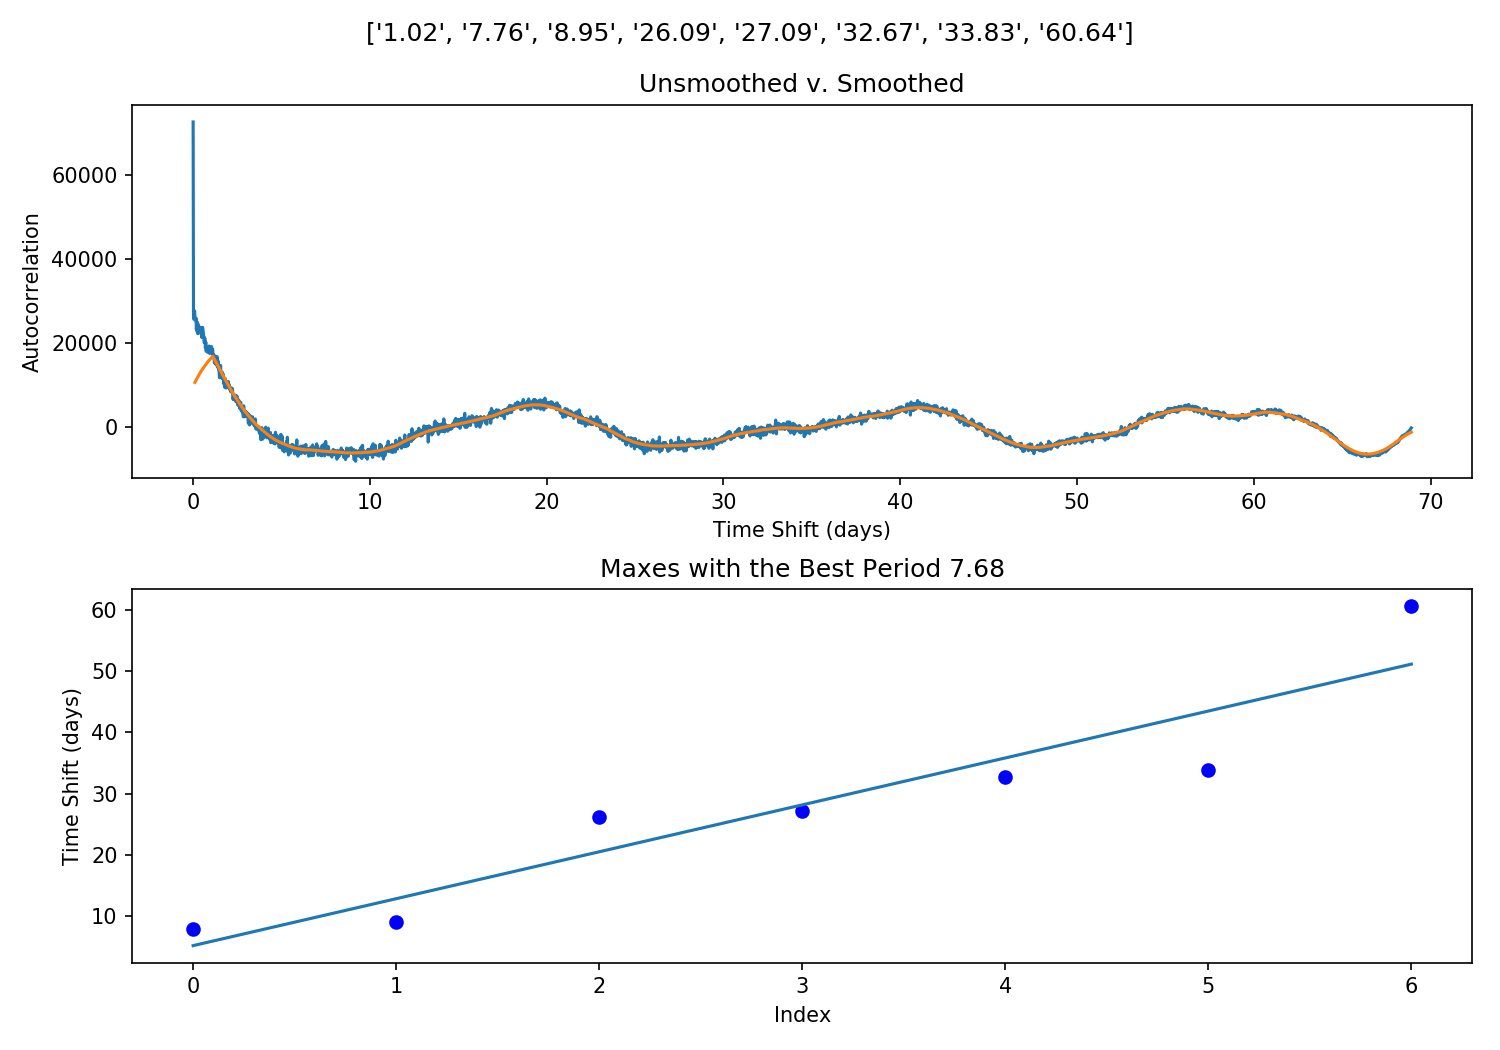 ['1.02', '7.76', '8.95', '26.09', '27.09', '32.67', '33.83', '60.64']
Unsmoothed v. Smoothed
Autocorrelation
60000
40000
20000
0
0 10 20 30 40 50 60 70
Time Shift (days)
Maxes with the Best Period 7.68
Time Shift (days)
60
50
40
30
20
10
0 1 2 3 4 5 6
Index